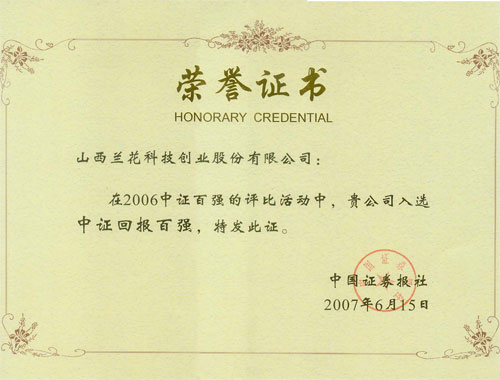 荣誉证书
HONORARY CREDENTIAL
山西兰花科技创业股份有限公司：
在2006中证百强的评比活动中，贵公司入选
中证回报百强，特发此证。
中国证券报社
2007年6月15日